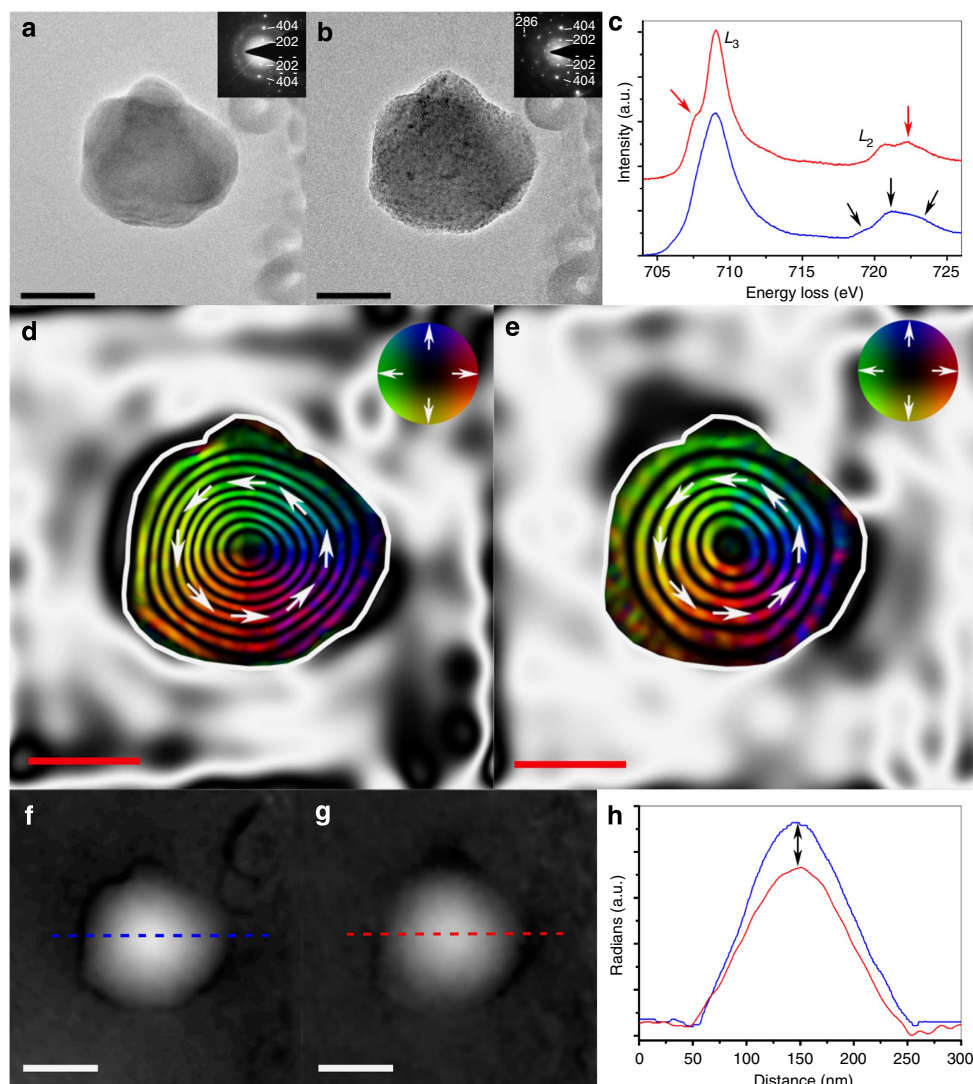 a
404
202
-202
-404
b
-286
404
202
-202
-404
c
L3
L2
Intensity (a.u.)
705
710
715
720
725
Energy loss (eV)
d
e
f
g
h
Radians (a.u.)
0
50
100
150
200
250
300
Distance (nm)